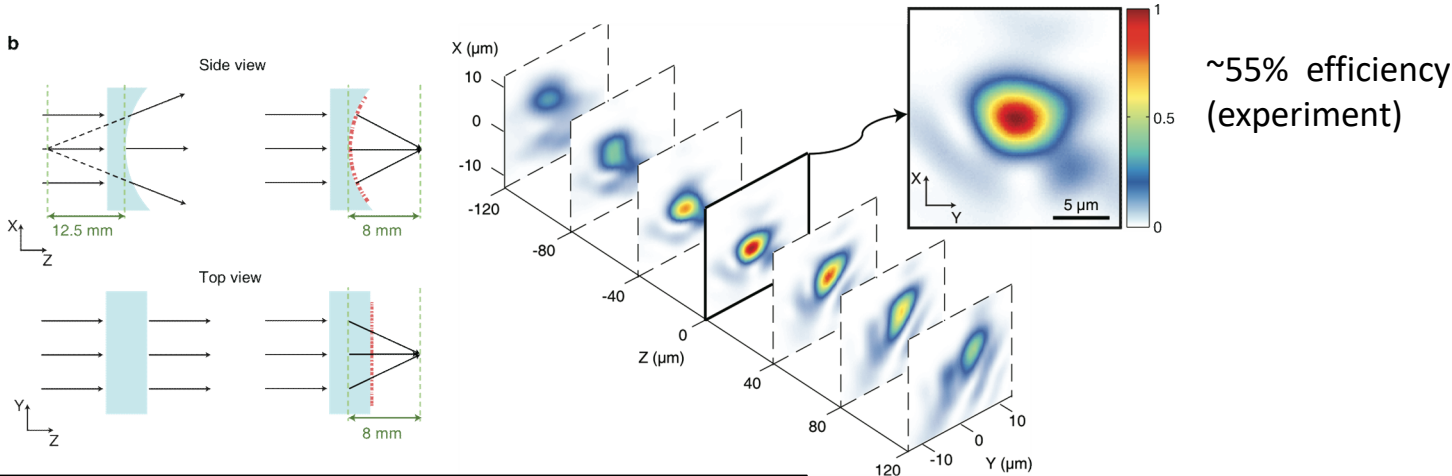 b
Side view
12.5 mm
8 mm
X
Z
Top view
8 mm
Y
Z
X (µm)
10
0
-10
-120
-80
-40
0
Z (µm)
40
80
120
-10
0
10
Y (µm)
X
Y
5 µm
1
0.5
0
~55% efficiency
(experiment)